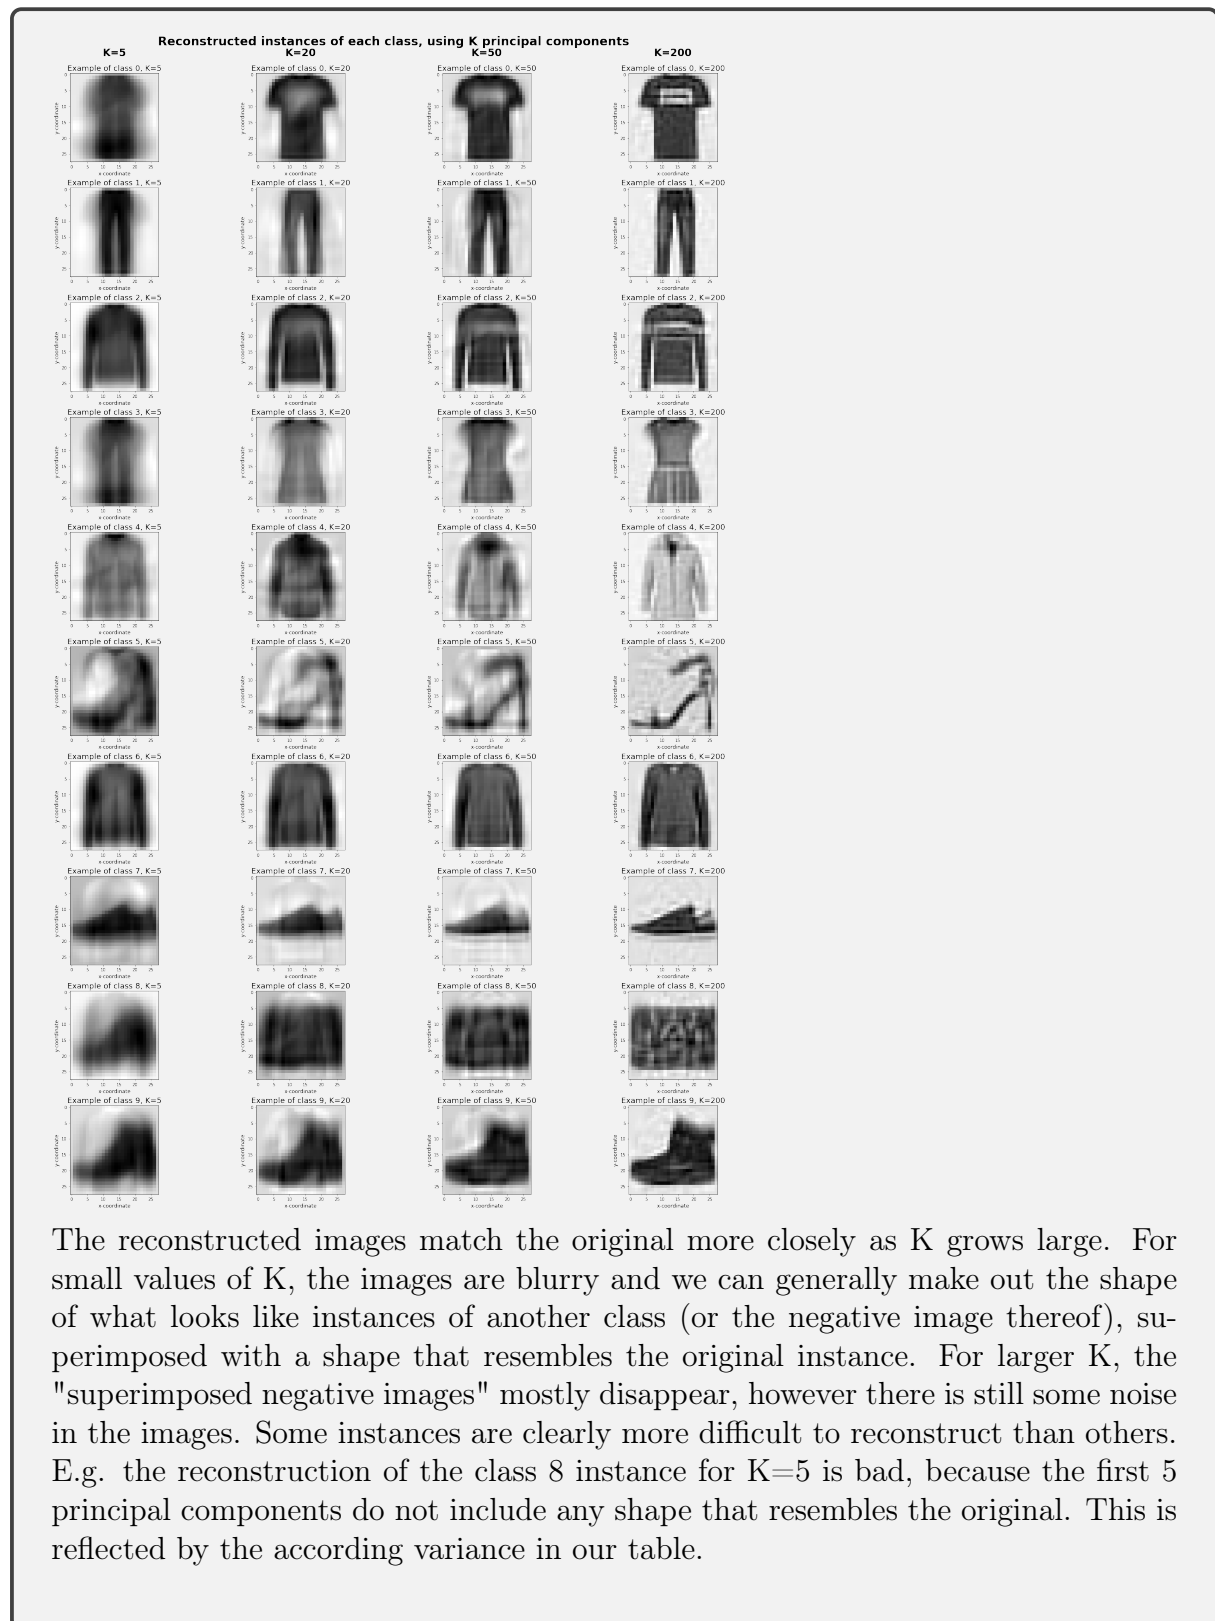 Reconstructed instances of each class, using K principal components
K=5 K=20 K=50 K=200
Example of class 0, K=5 Example of class 0, K=20 Example of class 0, K=50 Example of class 0, K=200
Example of class 1, K=5 Example of class 1, K=20 Example of class 1, K=50 Example of class 1, K=200
Example of class 2, K=5 Example of class 2, K=20 Example of class 2, K=50 Example of class 2, K=200
Example of class 3, K=5 Example of class 3, K=20 Example of class 3, K=50 Example of class 3, K=200
Example of class 4, K=5 Example of class 4, K=20 Example of class 4, K=50 Example of class 4, K=200
Example of class 5, K=5 Example of class 5, K=20 Example of class 5, K=50 Example of class 5, K=200
Example of class 6, K=5 Example of class 6, K=20 Example of class 6, K=50 Example of class 6, K=200
Example of class 7, K=5 Example of class 7, K=20 Example of class 7, K=50 Example of class 7, K=200
Example of class 8, K=5 Example of class 8, K=20 Example of class 8, K=50 Example of class 8, K=200
Example of class 9, K=5 Example of class 9, K=20 Example of class 9, K=50 Example of class 9, K=200
x-coordinate x-coordinate x-coordinate x-coordinate
The reconstructed images match the original more closely as K grows large. For
small values of K, the images are blurry and we can generally make out the shape
of what looks like instances of another class (or the negative image thereof), su-
perimposed with a shape that resembles the original instance. For larger K, the
"superimposed negative images" mostly disappear, however there is still some noise
in the images. Some instances are clearly more difficult to reconstruct than others.
E.g. the reconstruction of the class 8 instance for K=5 is bad, because the first 5
principal components do not include any shape that resembles the original. This is
reflected by the according variance in our table.